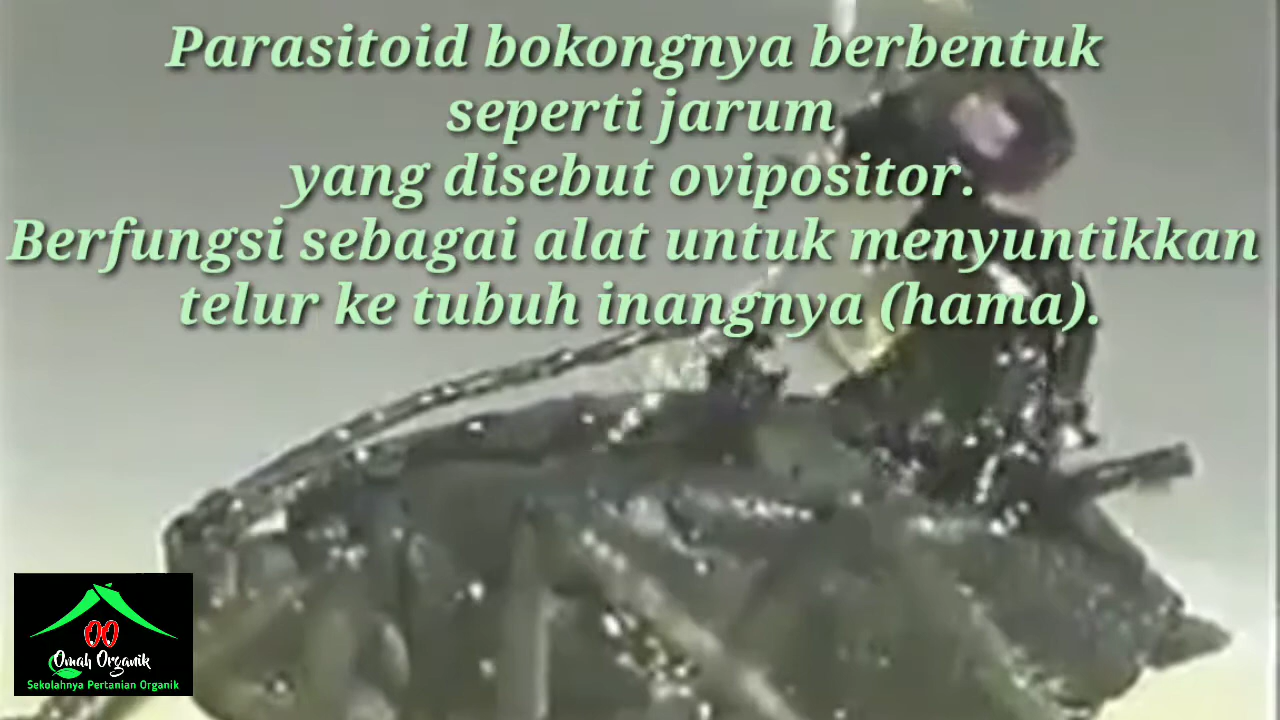 Parasitoid bokongnya berbentuk
seperti jarum
yang disebut ovipositor.
Berfungsi sebagai alat untuk menyuntikkan
telur ke tubuh inangnya (hama).
OO
Omah Organik
Sekolahnya Pertanian Organik